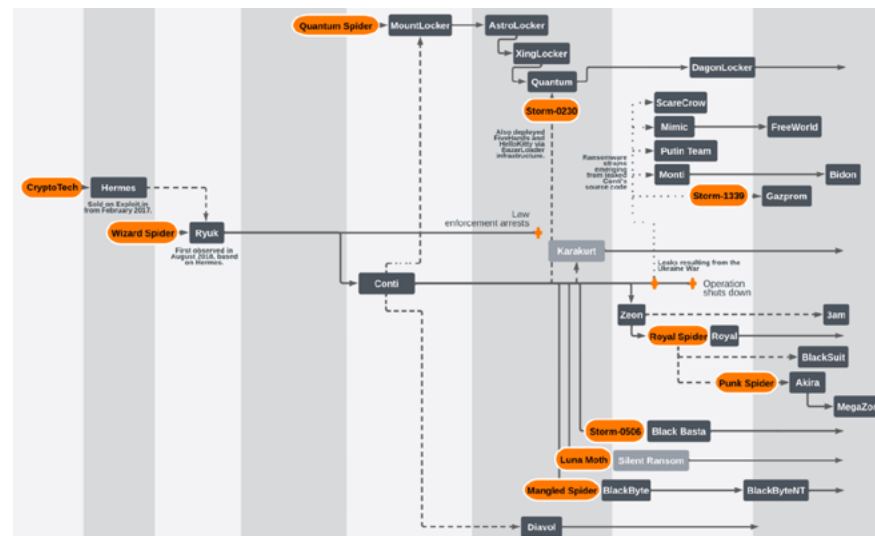 Quantum Spider
MountLocker
AstroLocker
XingLocker
Quantum
DagonLocker
Storm-0230
Also deployed
FiveHands and
HelloKitty via
BazarLoader
infrastructure.
Ransomware
strains
emerging
from leaked
Conti's
source code
ScareCrow
Mimic
FreeWorld
Putin Team
Monti
Bidon
Storm-1339
Gazprom
CryptoTech
Hermes
Sold on Exploit.in
from February 2017.
Wizard Spider
Ryuk
First observed in
August 2018, based
on Hermes.
Law
enforcement arrests
Karakurt
Leaks resulting from the
Ukraine War
Conti
Operation
shuts down
Zeon
3am
Royal Spider
Royal
BlackSuit
Punk Spider
Akira
MegaZor
Storm-0506
Black Basta
Luna Moth
Silent Ransom
Mangled Spider
BlackByte
BlackByteNT
Diavol